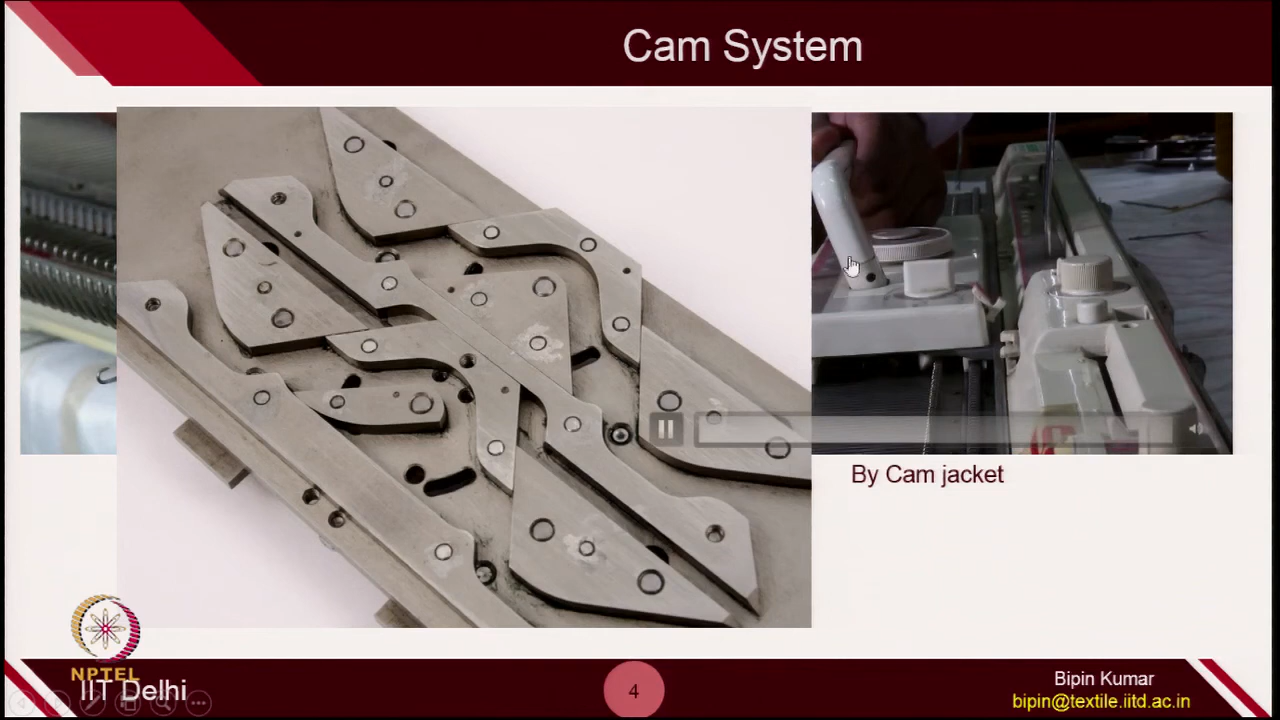 Cam System
By Cam jacket
NPTEL
IIT Delhi
4
Bipin Kumar
bipin@textile.iitd.ac.in